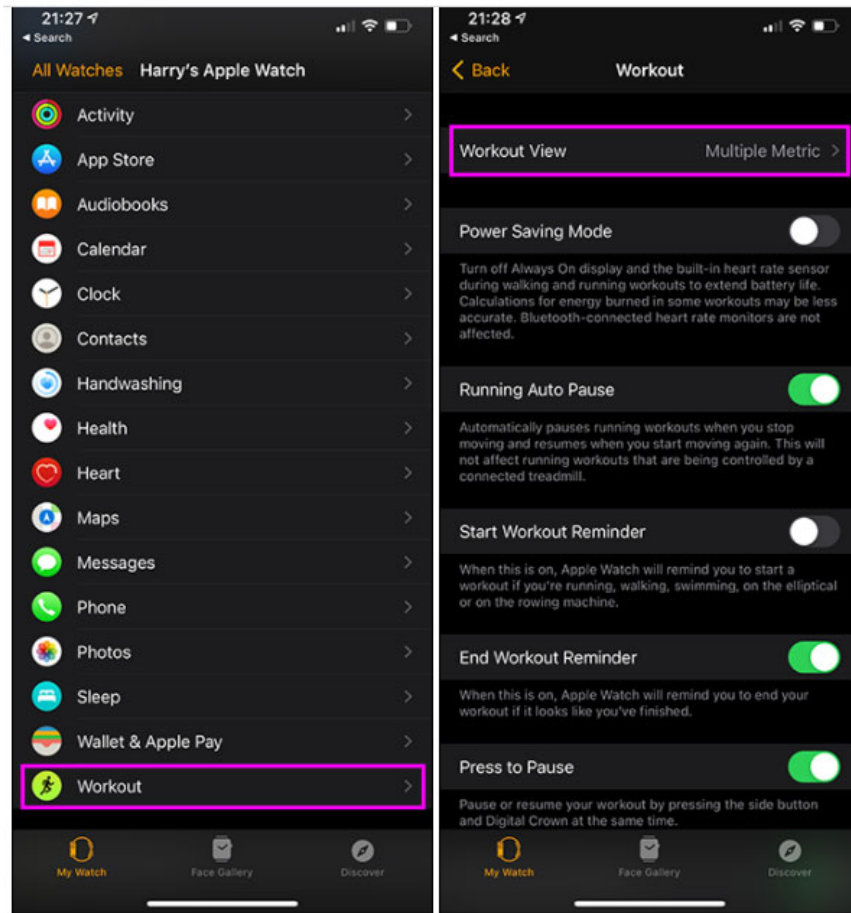 21:27
◀ Search
All Watches Harry's Apple Watch
Activity
App Store
Audiobooks
Calendar
Clock
Contacts
Handwashing
Health
Heart
Maps
Messages
Phone
Photos
Sleep
Wallet & Apple Pay
Workout
My Watch Face Gallery Discover
21:28
◀ Search
Back Workout
Workout View Multiple Metric
Power Saving Mode
Turn off Always On display and the built-in heart rate sensor
during walking and running workouts to extend battery life.
Calculations for energy burned in some workouts may be less
accurate. Bluetooth-connected heart rate monitors are not
affected.
Running Auto Pause
Automatically pauses running workouts when you stop
moving and resumes when you start moving again. This will
not affect running workouts that are being controlled by a
connected treadmill.
Start Workout Reminder
When this is on, Apple Watch will remind you to start a
workout if you're running, walking, swimming, on the elliptical
or on the rowing machine.
End Workout Reminder
When this is on, Apple Watch will remind you to end your
workout if it looks like you've finished.
Press to Pause
Pause or resume your workout by pressing the side button
and Digital Crown at the same time.
My Watch Face Gallery Discover